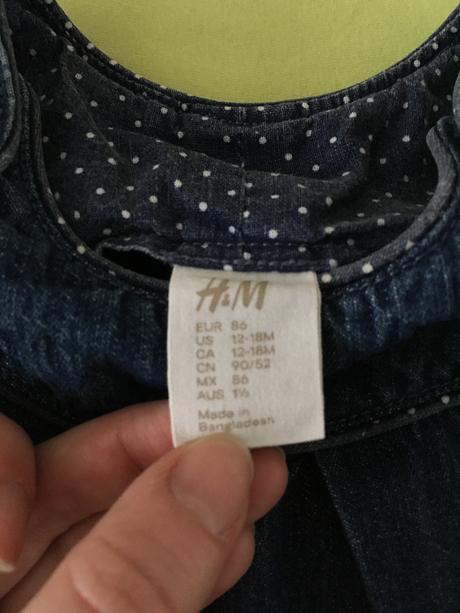 H&M
EUR 86
US 12-18M
CA 12-18M
CN 90/52
MX 86
AUS 1½
Made in
Bangladesh